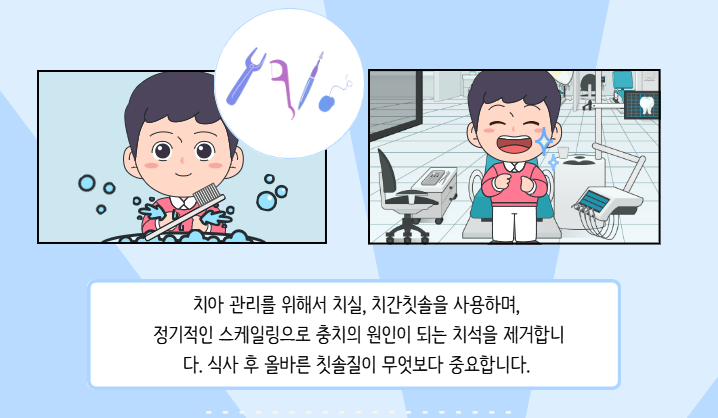 치아 관리를 위해서 치실, 치간칫솔을 사용하며,
정기적인 스케일링으로 충치의 원인이 되는 치석을 제거합니
다. 식사 후 올바른 칫솔질이 무엇보다 중요합니다.